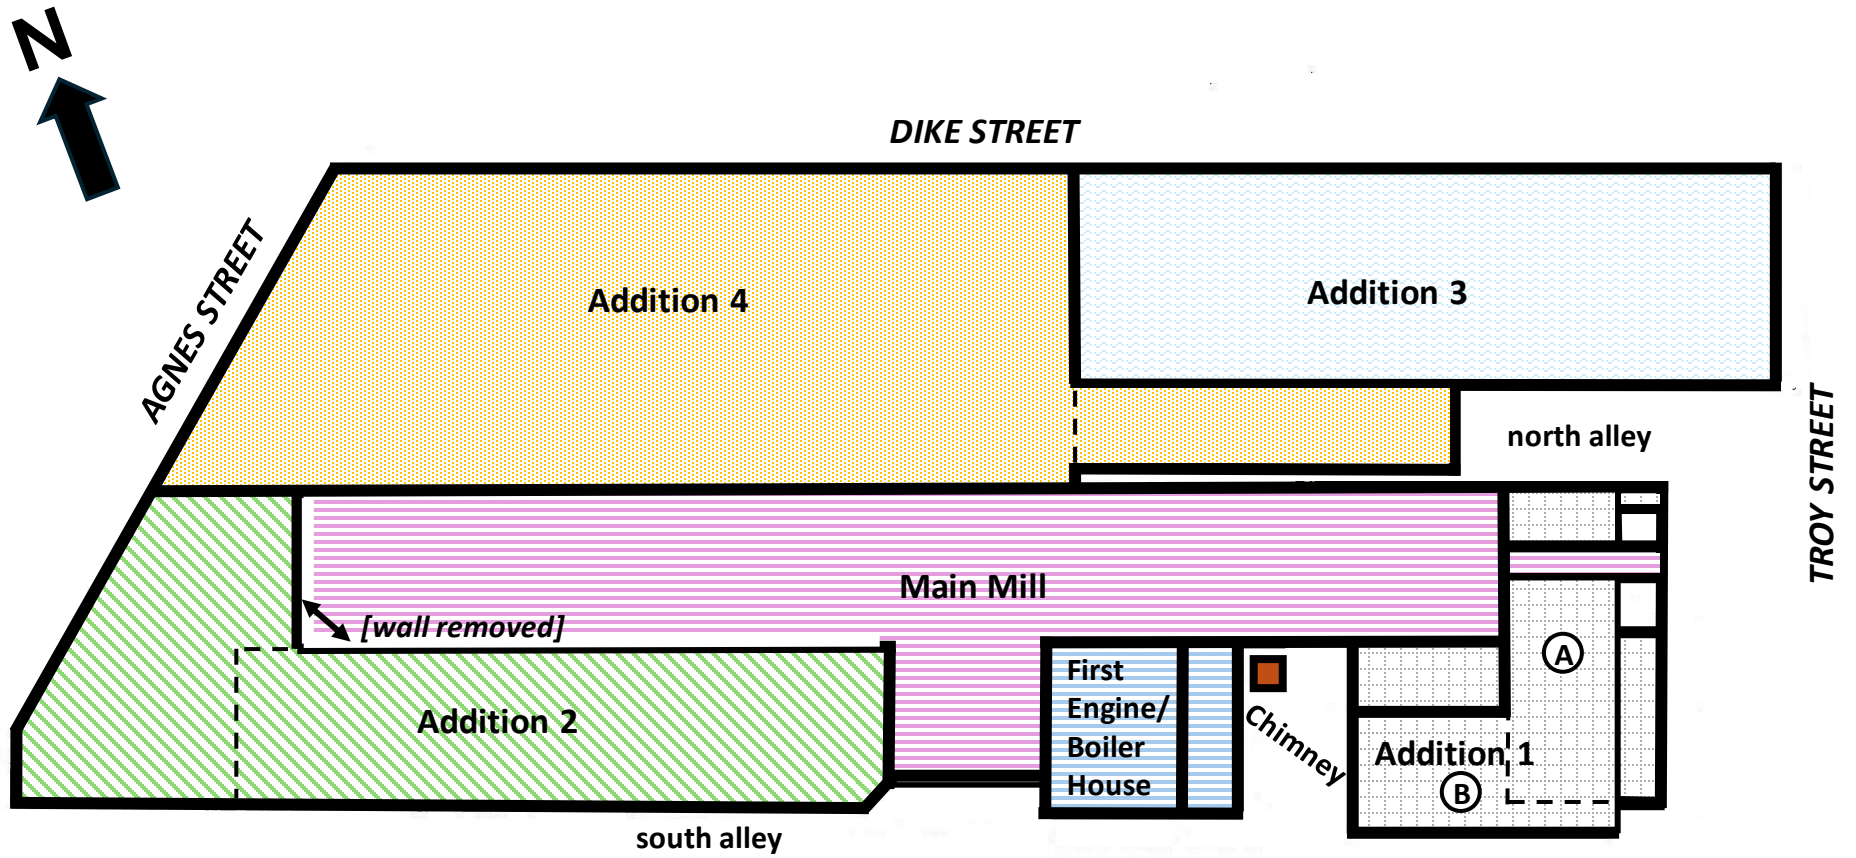 N
DIKE STREET
AGNES STREET
Addition 4
Addition 3
north alley
TROY STREET
Main Mill
[wall removed]
Addition 2
First
Engine/
Boiler
House
Chimney
A
Addition 1
B
south alley